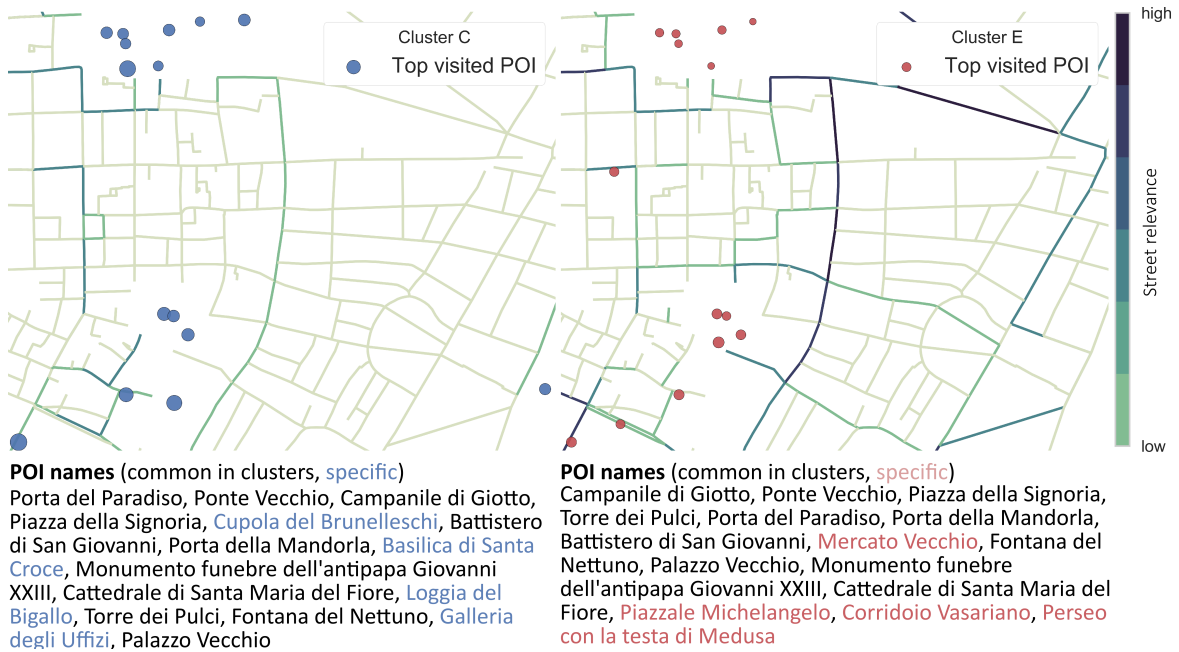 Cluster C
Top visited POI
Cluster E
Top visited POI
high
Street relevance
low
POI names (common in clusters, specific)
Porta del Paradiso, Ponte Vecchio, Campanile di Giotto,
Piazza della Signoria, Cupola del Brunelleschi, Battistero
di San Giovanni, Porta della Mandorla, Basilica di Santa
Croce, Monumento funebre dell'antipapa Giovanni
XXIII, Cattedrale di Santa Maria del Fiore, Loggia del
Bigallo, Torre dei Pulci, Fontana del Nettuno, Galleria
degli Uffizi, Palazzo Vecchio
POI names (common in clusters, specific)
Campanile di Giotto, Ponte Vecchio, Piazza della Signoria,
Torre dei Pulci, Porta del Paradiso, Porta della Mandorla,
Battistero di San Giovanni, Mercato Vecchio, Fontana del
Nettuno, Palazzo Vecchio, Monumento funebre
dell'antipapa Giovanni XXIII, Cattedrale di Santa Maria del
Fiore, Piazzale Michelangelo, Corridoio Vasariano, Perseo
con la testa di Medusa